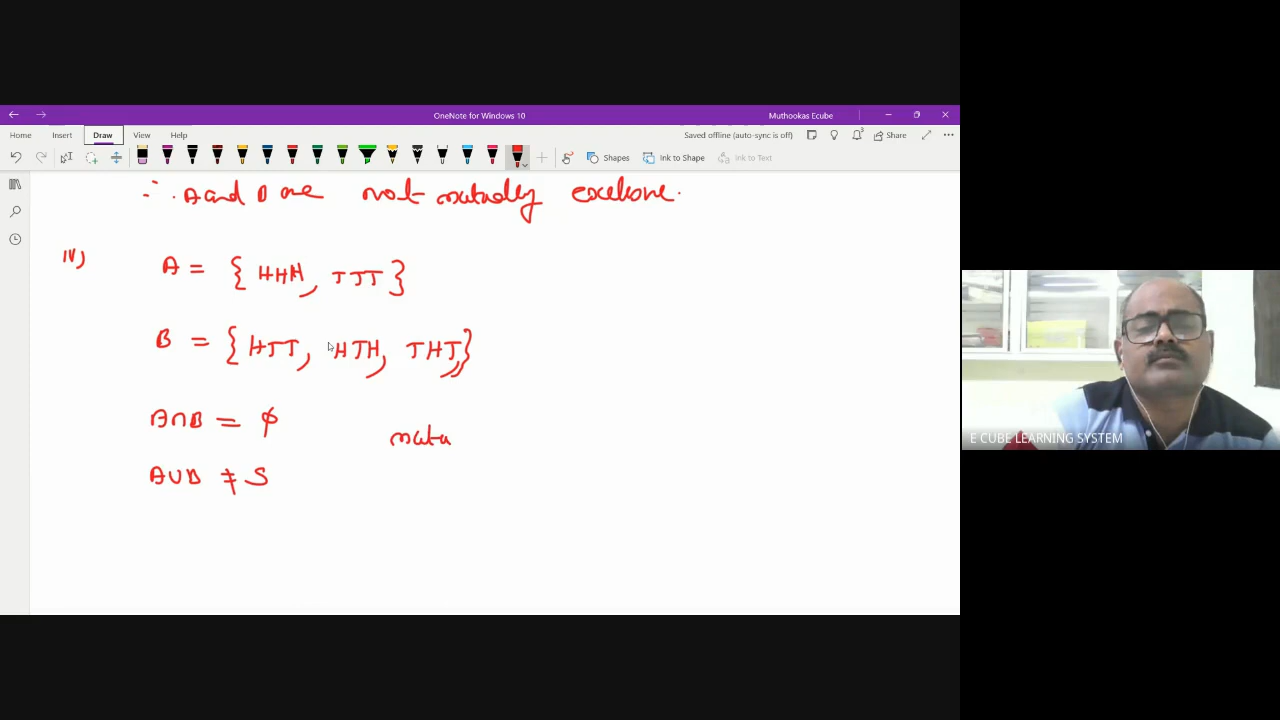 OneNote for Windows 10
Muthookas Ecube
Home Insert Draw View Help
Saved offline (auto-sync is off)
Share
Shapes
Ink to Shape
Ink to Text
∴ A and B are not mutually exclusive.
iv)
A = { HHH, TTT }
B = { HTT, HTH, THT }
A∩B = ϕ
mutu
A∪B ≠ S
E CUBE LEARNING SYSTEM